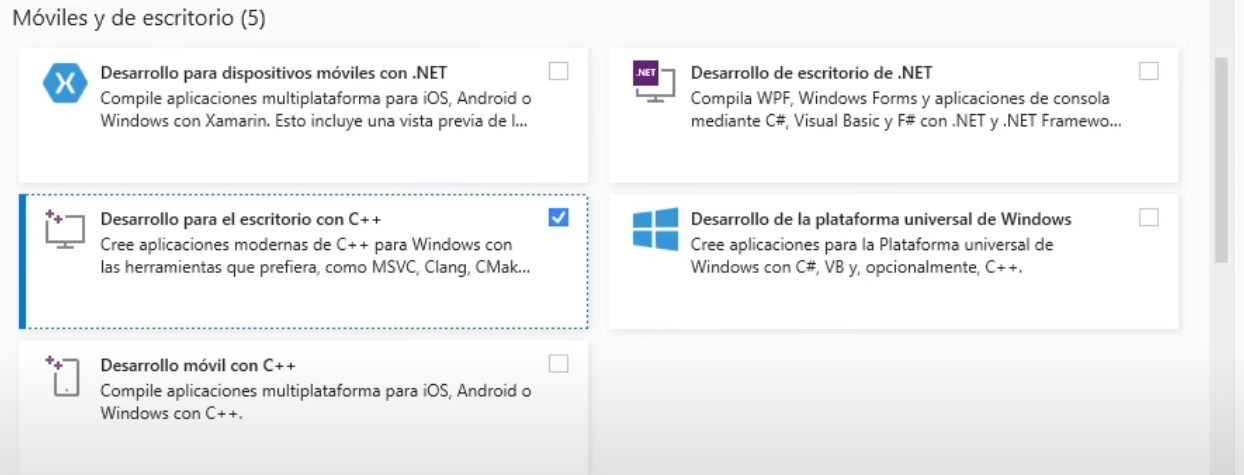 Móviles y de escritorio (5)
Desarrollo para dispositivos móviles con .NET
Compile aplicaciones multiplataforma para iOS, Android o
Windows con Xamarin. Esto incluye una vista previa de l...
.NET
Desarrollo de escritorio de .NET
Compila WPF, Windows Forms y aplicaciones de consola
mediante C#, Visual Basic y F# con .NET y .NET Framewo...
Desarrollo para el escritorio con C++
Cree aplicaciones modernas de C++ para Windows con
las herramientas que prefiera, como MSVC, Clang, CMak...
Desarrollo de la plataforma universal de Windows
Cree aplicaciones para la Plataforma universal de
Windows con C#, VB y, opcionalmente, C++.
Desarrollo móvil con C++
Compile aplicaciones multiplataforma para iOS, Android o
Windows con C++.